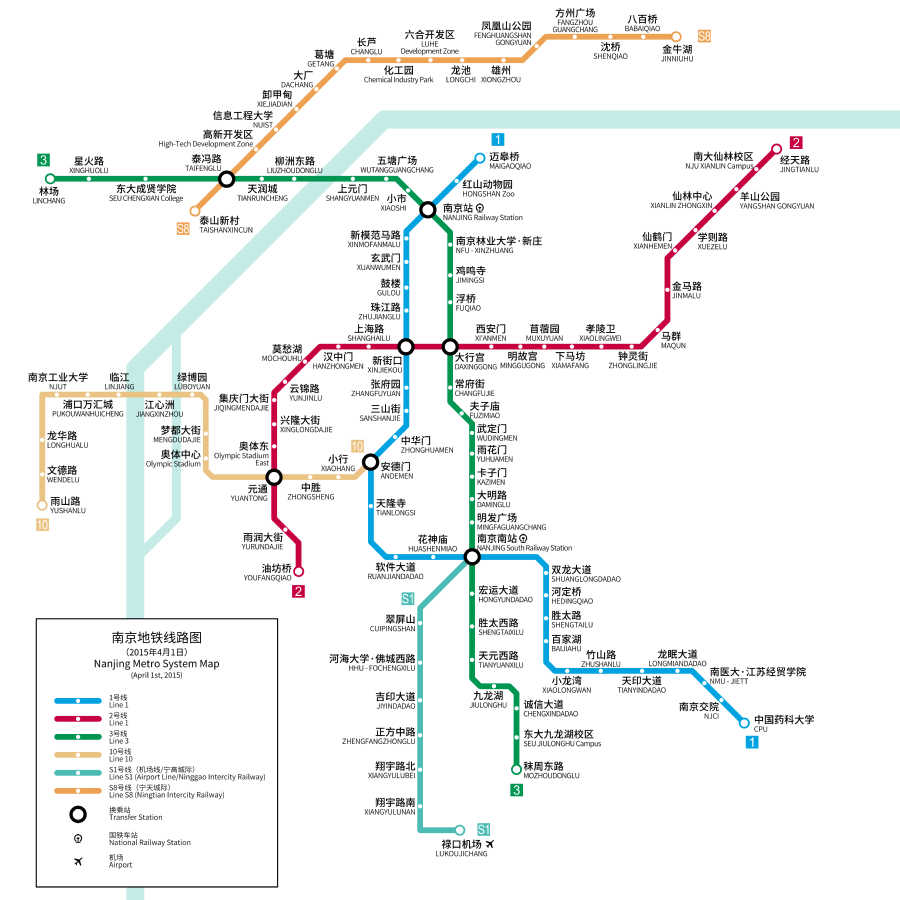 方州广场
FANGZHOU
GUANGCHANG
八百桥
BABAIQIAO
凤凰山公园
FENGHUANGSHAN
GONGYUAN
S8
沈桥
SHENQIAO
金牛湖
JINNIUHU
六合开发区
LUHE
Development Zone
长芦
CHANGLU
葛塘
GETANG
化工园
Chemical Industry Park
龙池
LONGCHI
雄州
XIONGZHOU
大厂
DACHANG
卸甲甸
XIEJIADIAN
信息工程大学
NUIST
高新开发区
High-Tech Development Zone
泰冯路
TAIFENGLU
3
星火路
XINGHUOLU
林场
LINCHANG
东大成贤学院
SEU CHENGXIAN College
天润城
TIANRUNCHENG
柳洲东路
LIUZHOUDONGLU
上元门
SHANGYUANMEN
五塘广场
WUTANGGUANGCHANG
小市
XIAOSHI
S8
泰山新村
TAISHANXINCUN
1
迈皋桥
MAIGAOQIAO
红山动物园
HONGSHAN Zoo
南京站
NANJING Railway Station
2
南大仙林校区
NJU XIANLIN Campus
经天路
JINGTIANLU
仙林中心
XIANLIN ZHONGXIN
羊山公园
YANGSHAN GONGYUAN
仙鹤门
XIANHEMEN
学则路
XUEZELU
金马路
JINMALU
马群
MAQUN
新模范马路
XINMOFANMALU
玄武门
XUANWUMEN
鼓楼
GULOU
珠江路
ZHUJIANGLU
南京林业大学·新庄
NFU - XINZHUANG
鸡鸣寺
JIMINGSI
浮桥
FUQIAO
上海路
SHANGHAILU
新街口
XINJIEKOU
大行宫
DAXINGGONG
西安门
XI'ANMEN
苜蓿园
MUXUYUAN
孝陵卫
XIAOLINGWEI
明故宫
MINGGUGONG
下马坊
XIAMAFANG
钟灵街
ZHONGLINGJIE
莫愁湖
MOCHOUHU
汉中门
HANZHONGMEN
云锦路
YUNJINLU
集庆门大街
JIQINGMENDAJIE
兴隆大街
XINGLONGDAJIE
奥体东
Olympic Stadium
East
元通
YUANTONG
张府园
ZHANGFUYUAN
三山街
SANSHANJIE
中华门
ZHONGHUAMEN
常府街
CHANGFUJIE
夫子庙
FUZIMIAO
武定门
WUDINGMEN
雨花门
YUHUAMEN
卡子门
KAZIMEN
大明路
DAMINGLU
明发广场
MINGFAGUANGCHANG
南京南站
NANJING South Railway Station
南京工业大学
NJUT
临江
LINJIANG
绿博园
LÜBOYUAN
浦口万汇城
PUKOUWANHUICHENG
江心洲
JIANGXINZHOU
龙华路
LONGHUALU
文德路
WENDELU
雨山路
YUSHANLU
10
梦都大街
MENGDUDAJIE
奥体中心
Olympic Stadium
中胜
ZHONGSHENG
小行
XIAOHANG
10
安德门
ANDEMEN
雨润大街
YURUNDAJIE
油坊桥
YOUFANGQIAO
2
天隆寺
TIANLONGSI
花神庙
HUASHENMIAO
软件大道
RUANJIANDADAO
S1
翠屏山
CUIPINGSHAN
河海大学·佛城西路
HHU - FOCHENGXILU
吉印大道
JIYINDADAO
正方中路
ZHENGFANGZHONGLU
翔宇路北
XIANGYULUBEI
翔宇路南
XIANGYULUNAN
S1
禄口机场
LUKOUJICHANG
宏运大道
HONGYUNDADAO
胜太西路
SHENGTAIXILU
天元西路
TIANYUANXILU
九龙湖
JIULONGHU
诚信大道
CHENGXINDADAO
东大九龙湖校区
SEU JIULONGHU Campus
秣周东路
MOZHOUDONGLU
3
双龙大道
SHUANGLONGDADAO
河定桥
HEDINGQIAO
胜太路
SHENGTAILU
百家湖
BAIJIAHU
小龙湾
XIAOLONGWAN
竹山路
ZHUSHANLU
天印大道
TIANYINDADAO
龙眠大道
LONGMIANDADAO
南医大·江苏经贸学院
NMU - JIETT
南京交院
NJCI
中国药科大学
CPU
1
南京地铁线路图
(2015年4月1日)
Nanjing Metro System Map
(April 1st, 2015)
1号线
Line 1
2号线
Line 1
3号线
Line 3
10号线
Line 10
S1号线（机场线/宁高城际）
Line S1 (Airport Line/Ninggao Intercity Railway)
S8号线（宁天城际）
Line S8 (Ningtian Intercity Railway)
换乘站
Transfer Station
国铁车站
National Railway Station
机场
Airport